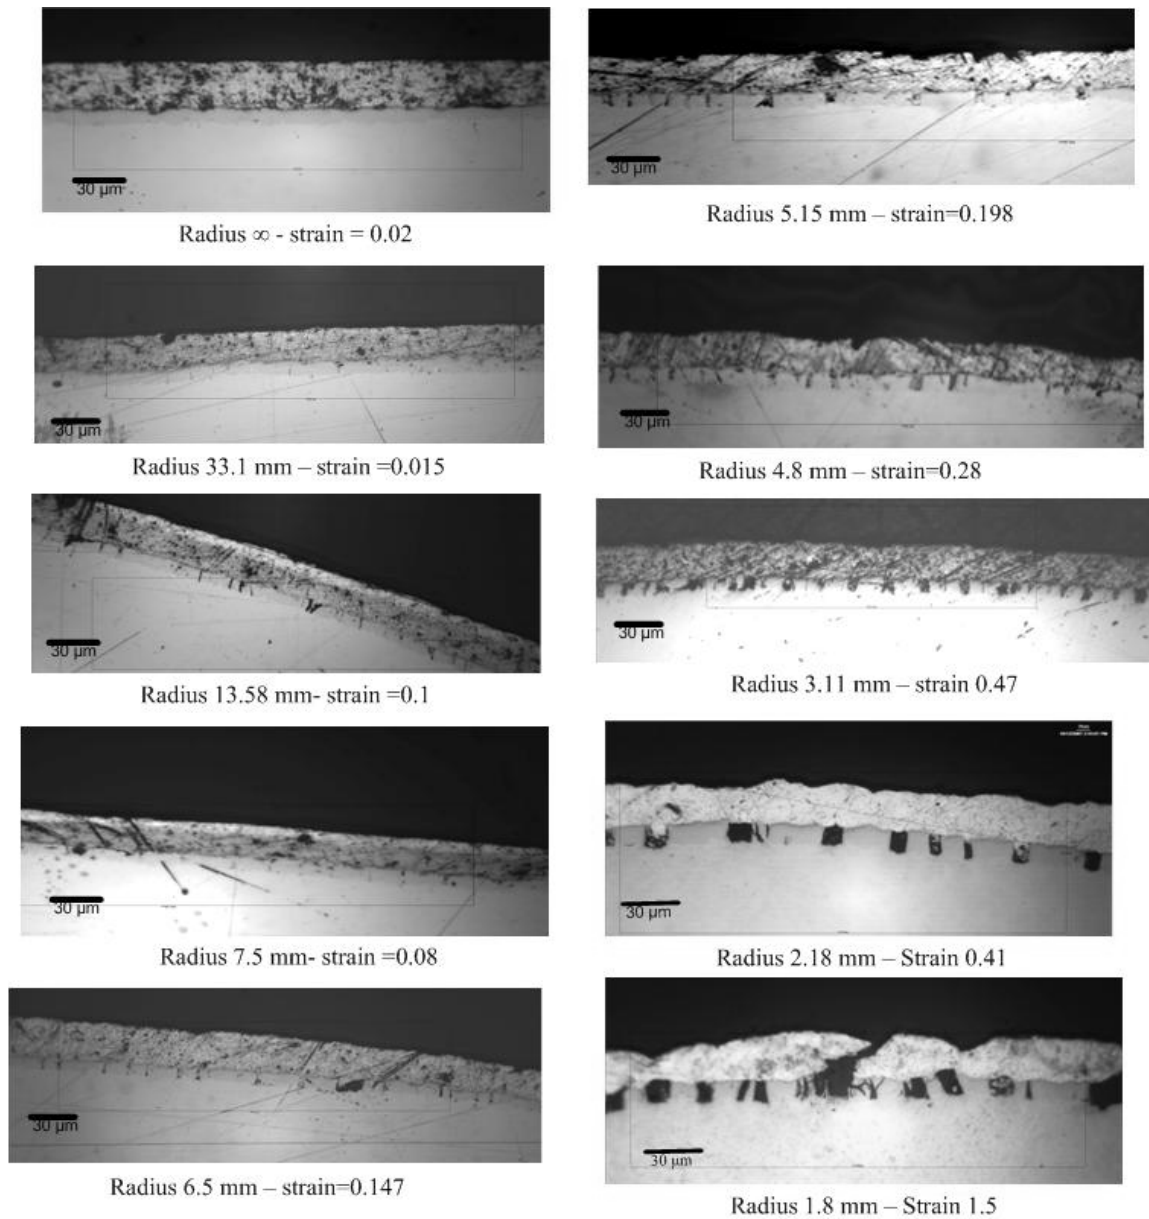 30 μm
Radius ∞ - strain = 0.02
30 μm
Radius 33.1 mm – strain =0.015
30 μm
Radius 13.58 mm- strain =0.1
30 μm
Radius 7.5 mm- strain =0.08
30 μm
Radius 6.5 mm – strain=0.147
30 μm
Radius 5.15 mm – strain=0.198
30 μm
Radius 4.8 mm – strain=0.28
30 μm
Radius 3.11 mm – strain 0.47
30 μm
Radius 2.18 mm – Strain 0.41
30 μm
Radius 1.8 mm – Strain 1.5